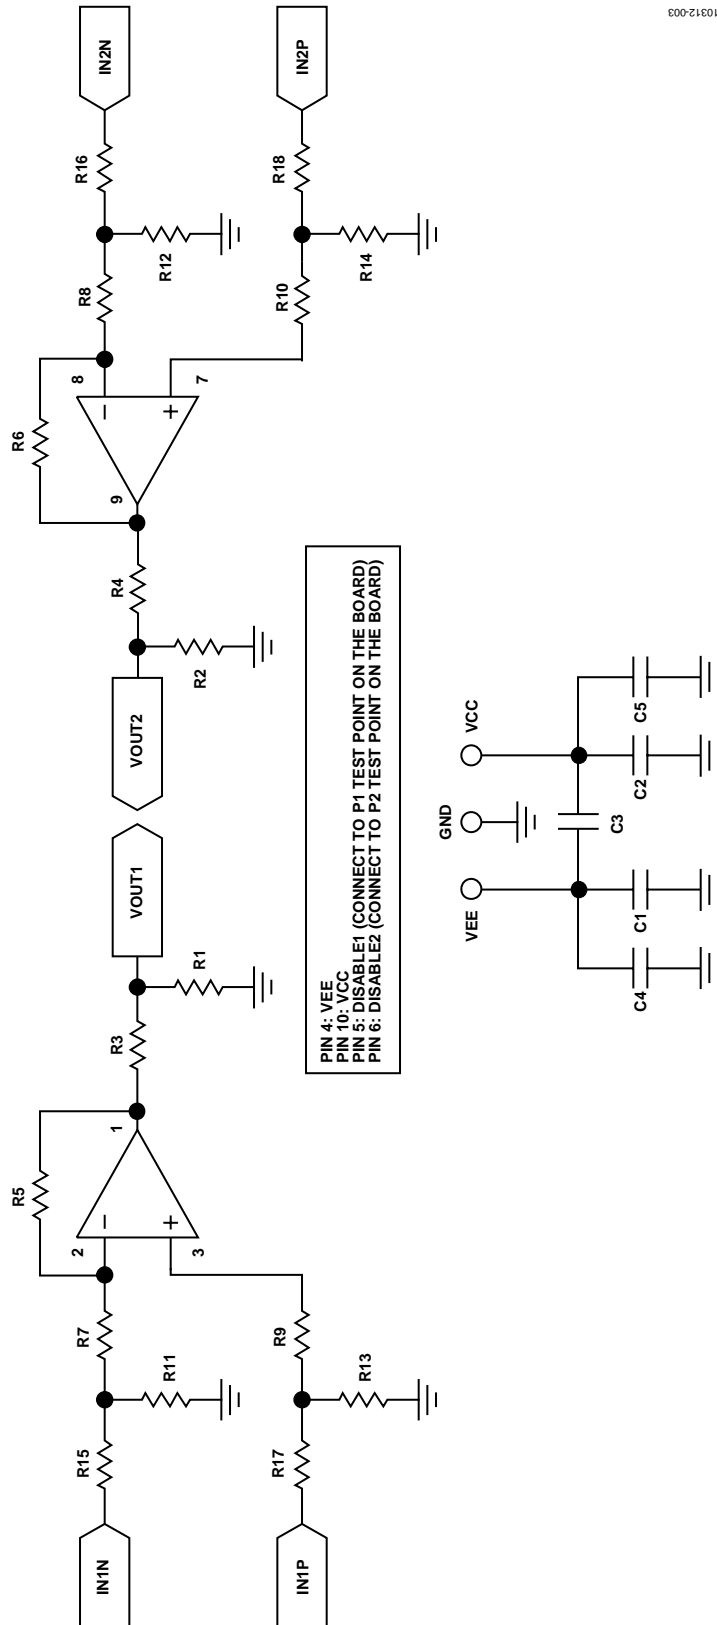 10312-003
IN2N
IN2P
R16
R18
R12
R14
R8
R10
8
7
R6
9
R4
R2
VOUT2
VOUT1
R1
R3
1
R5
2
3
R7
R9
R11
R13
R15
R17
IN1N
IN1P
PIN 4: VEE
PIN 10: VCC
PIN 5: DISABLE1 (CONNECT TO P1 TEST POINT ON THE BOARD)
PIN 6: DISABLE2 (CONNECT TO P2 TEST POINT ON THE BOARD)
VCC
GND
VEE
C5
C2
C3
C1
C4